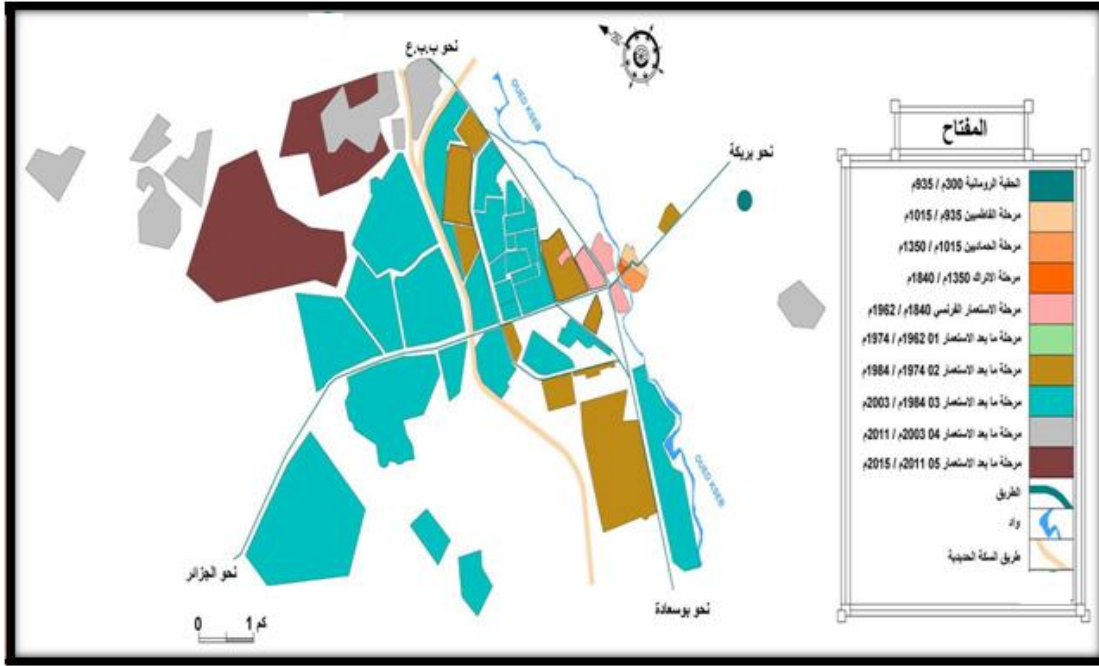 نحو ب.ب.ع
N
OUED KSEB
نحو بريكة
OUED KSEB
نحو الجزائر
نحو بوسعادة
0 1 كم
المفتاح
الحقبة الرومانية 300م / 935م
مرحلة الفاطميين 935م / 1015م
مرحلة الحماديين 1015م / 1350م
مرحلة الاتراك 1350م / 1840م
مرحلة الاستعمار الفرنسي 1840م / 1962م
مرحلة ما بعد الاستعمار 01 1962م / 1974م
مرحلة ما بعد الاستعمار 02 1974م / 1984م
مرحلة ما بعد الاستعمار 03 1984م / 2003م
مرحلة ما بعد الاستعمار 04 2003م / 2011م
مرحلة ما بعد الاستعمار 05 2011م / 2015م
الطريق
واد
طريق السكة الحديدية